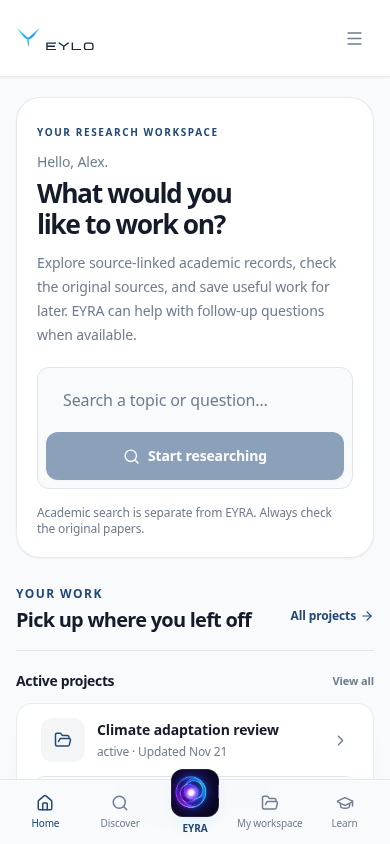 EYLO
YOUR RESEARCH WORKSPACE
Hello, Alex.
What would you
like to work on?
Explore source-linked academic records, check
the original sources, and save useful work for
later. EYRA can help with follow-up questions
when available.
Search a topic or question...
Start researching
Academic search is separate from EYRA. Always check
the original papers.
YOUR WORK
Pick up where you left off
All projects
Active projects
View all
Climate adaptation review
active · Updated Nov 21
Home
Discover
EYRA
My workspace
Learn